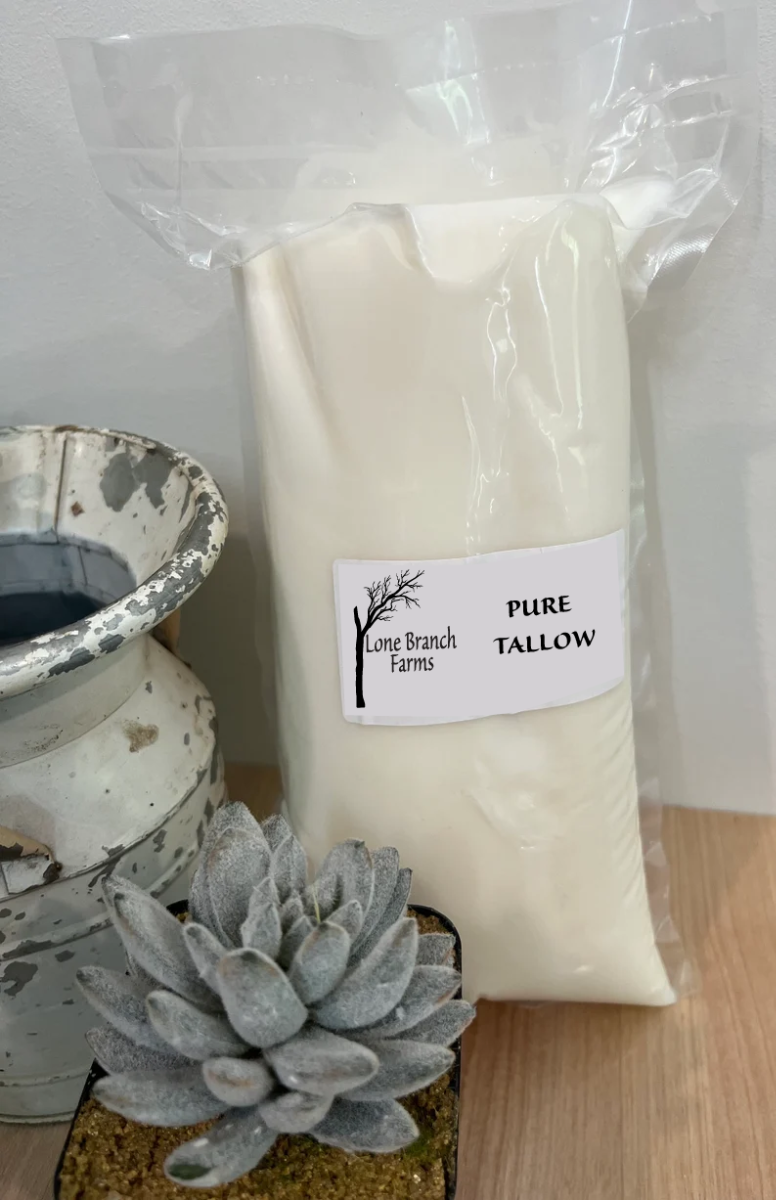 Lone Branch
Farms
PURE
TALLOW